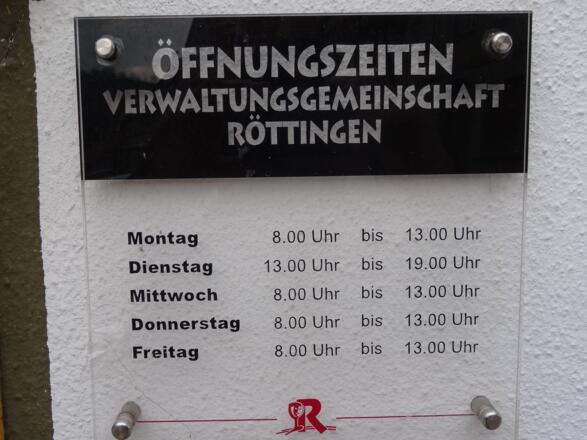 ÖFFNUNGSZEITEN
VERWALTUNGSGEMEINSCHAFT
RÖTTINGEN
Montag 8.00 Uhr bis 13.00 Uhr
Dienstag 13.00 Uhr bis 19.00 Uhr
Mittwoch 8.00 Uhr bis 13.00 Uhr
Donnerstag 8.00 Uhr bis 13.00 Uhr
Freitag 8.00 Uhr bis 13.00 Uhr
R